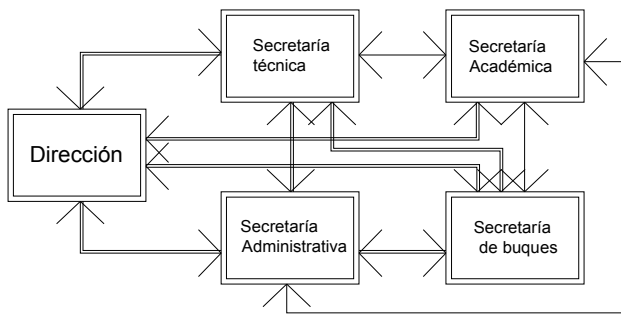 Secretaría
técnica
Secretaría
Académica
Dirección
Secretaría
Administrativa
Secretaría
de buques